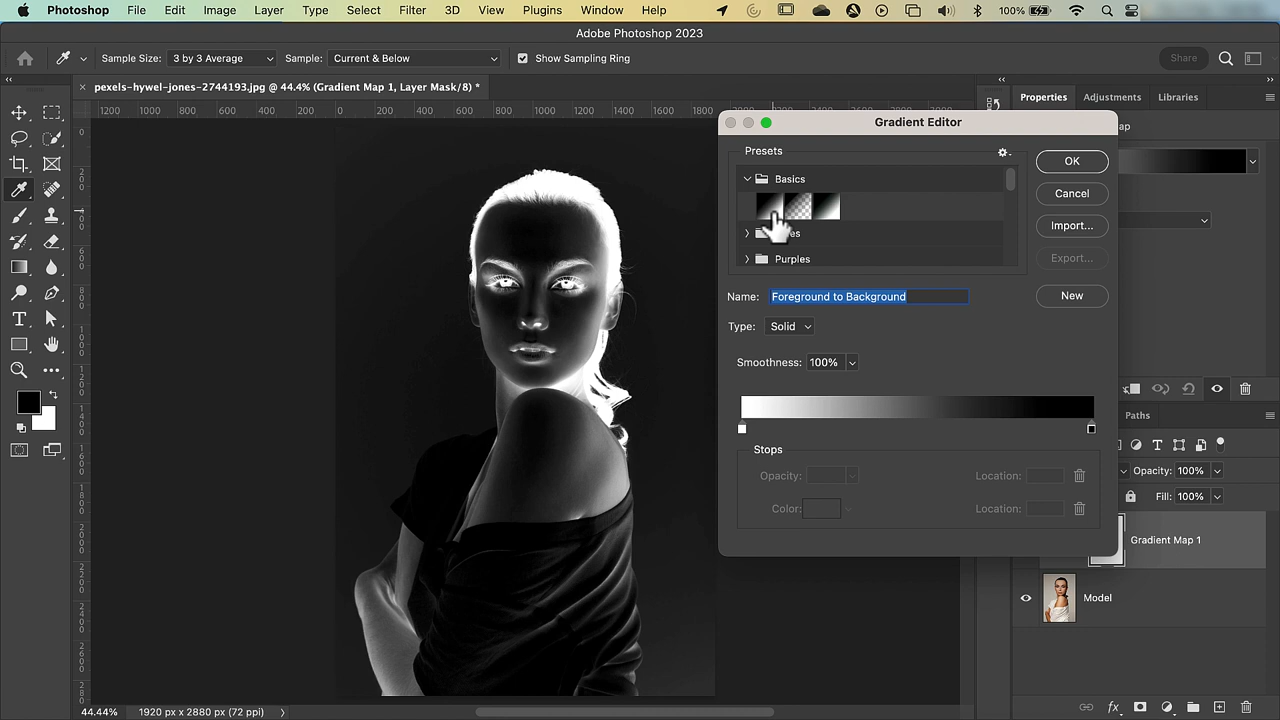 Photoshop File Edit Image Layer Type Select Filter 3D View Plugins Window Help 100%
Adobe Photoshop 2023
Sample Size: 3 by 3 Average Sample: Current & Below Show Sampling Ring Share
pexels-hywel-jones-2744193.jpg @ 44.4% (Gradient Map 1, Layer Mask/8) *
Properties Adjustments Libraries
1200 1000 800 600 400 200 0 200 400 600 800 1000 1200 1400 1600 1800
Gradient Editor
Presets
Basics
Purples
OK
Cancel
Import...
Export...
New
Name: Foreground to Background
Type: Solid
Smoothness: 100%
Stops
Opacity: Location:
Color: Location:
Paths
Opacity: 100%
Fill: 100%
Gradient Map 1
Model
44.44% 1920 px x 2880 px (72 ppi)